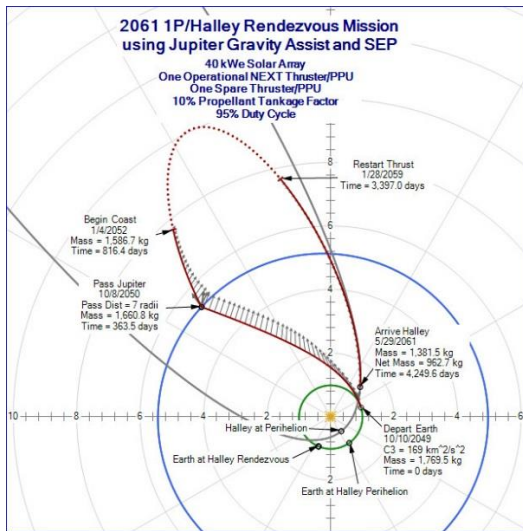 2061 1P/Halley Rendezvous Mission
using Jupiter Gravity Assist and SEP
40 kWe Solar Array
One Operational NEXT Thruster/PPU
One Spare Thruster/PPU
10% Propellant Tankage Factor
95% Duty Cycle
8
Restart Thrust
1/28/2059
Time = 3,397.0 days
Begin Coast
1/4/2052
Mass = 1,586.7 kg
Time = 816.4 days
6
Pass Jupiter
10/8/2050
Pass Dist = 7 radii
Mass = 1,660.8 kg
Time = 363.5 days
4
Arrive Halley
5/29/2061
Mass = 1,381.5 kg
Net Mass = 962.7 kg
Time = 4,249.6 days
2
10 8 6 4 2 2 4 6
Halley at Perihelion
Depart Earth
10/10/2049
C3 = 169 km^2/s^2
Mass = 1,769.5 kg
Time = 0 days
Earth at Halley Rendezvous
2
Earth at Halley Perihelion